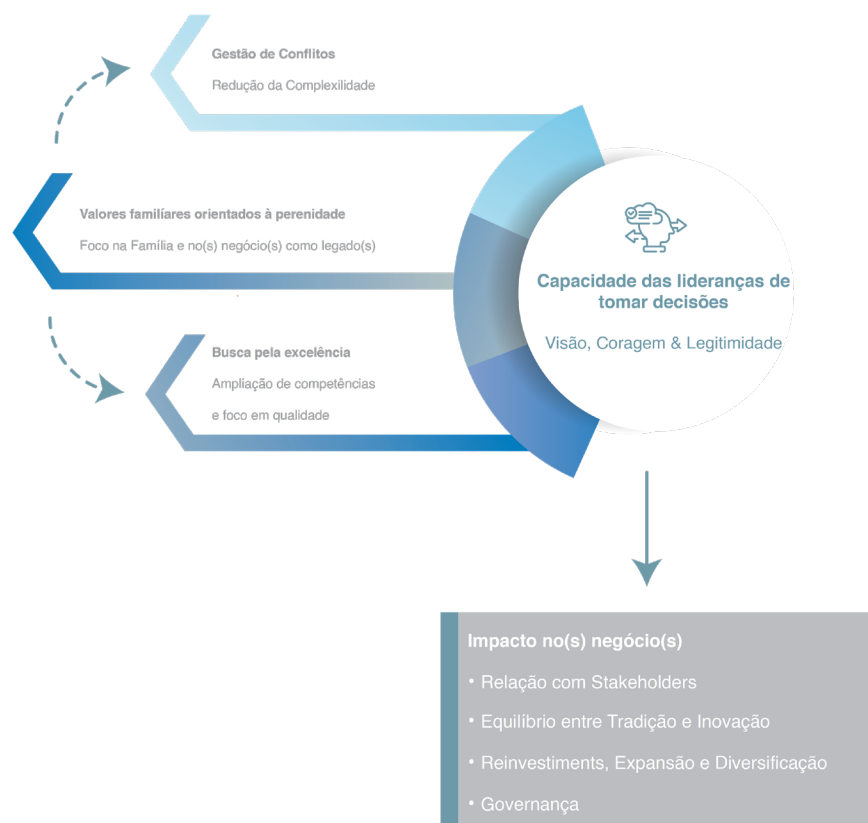 Gestão de Conflitos
Redução da Complexilidade
Valores familíares orientados à perenidade
Foco na Família e no(s) negócio(s) como legado(s)
Busca pela excelência
Ampliação de competências
e foco em qualidade
Capacidade das lideranças de
tomar decisões
Visão, Coragem & Legitimidade
Impacto no(s) negócio(s)
• Relação com Stakeholders
• Equilíbrio entre Tradição e Inovação
• Reinvestiments, Expansão e Diversificação
• Governança